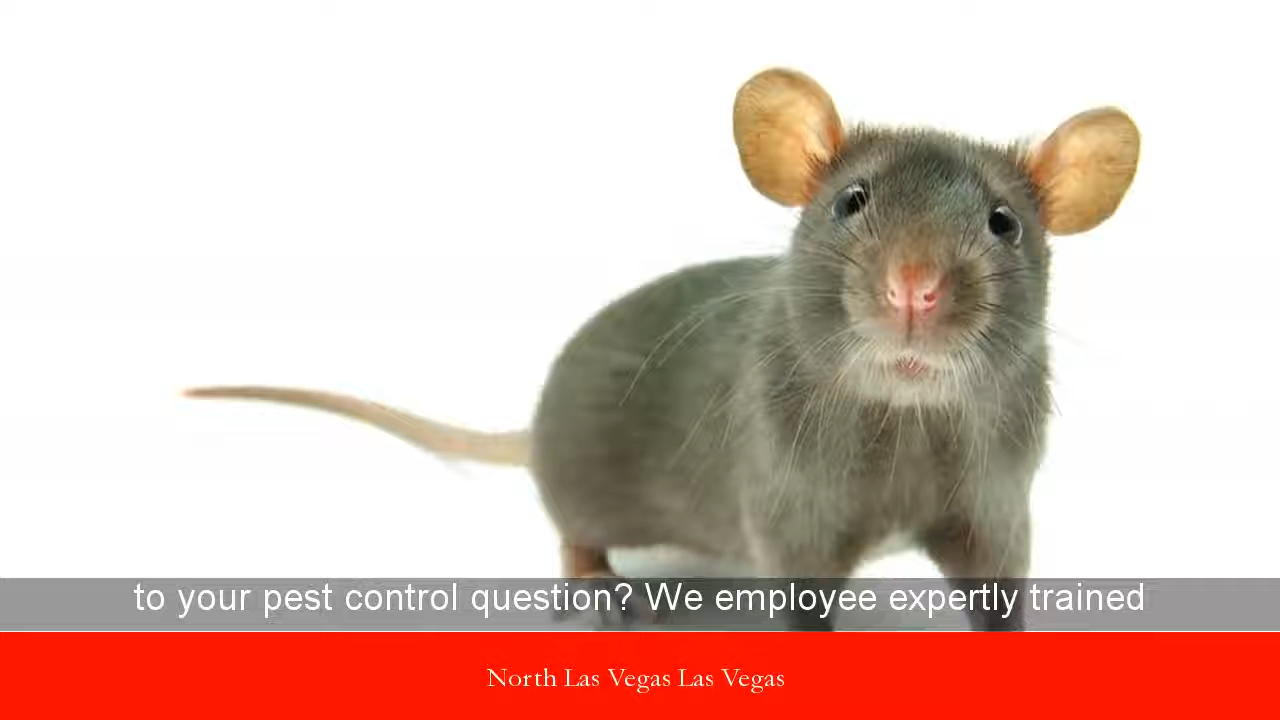 to your pest control question? We employee expertly trained
North Las Vegas Las Vegas